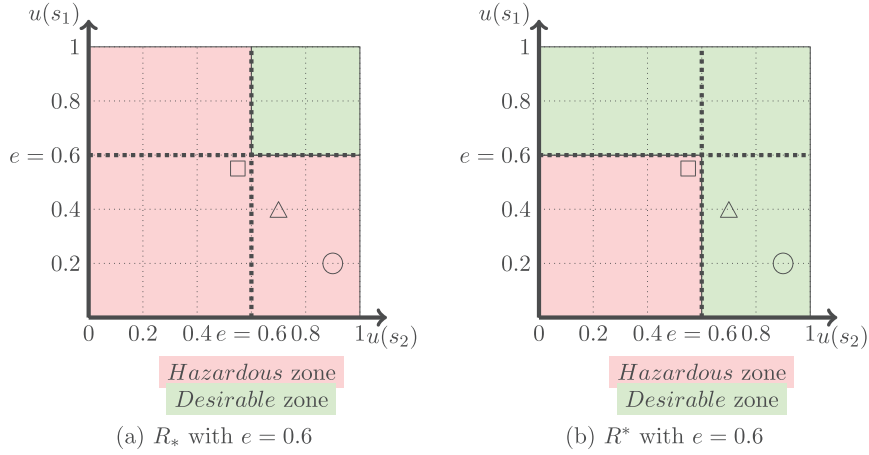 u(s₁)
1
0.8
e = 0.6
0.4
0.2
0 0.2 0.4 e = 0.6 0.8 1 u(s₂)
Hazardous zone
Desirable zone
(a) R∗ with e = 0.6
u(s₁)
1
0.8
e = 0.6
0.4
0.2
0 0.2 0.4 e = 0.6 0.8 1 u(s₂)
Hazardous zone
Desirable zone
(b) R* with e = 0.6